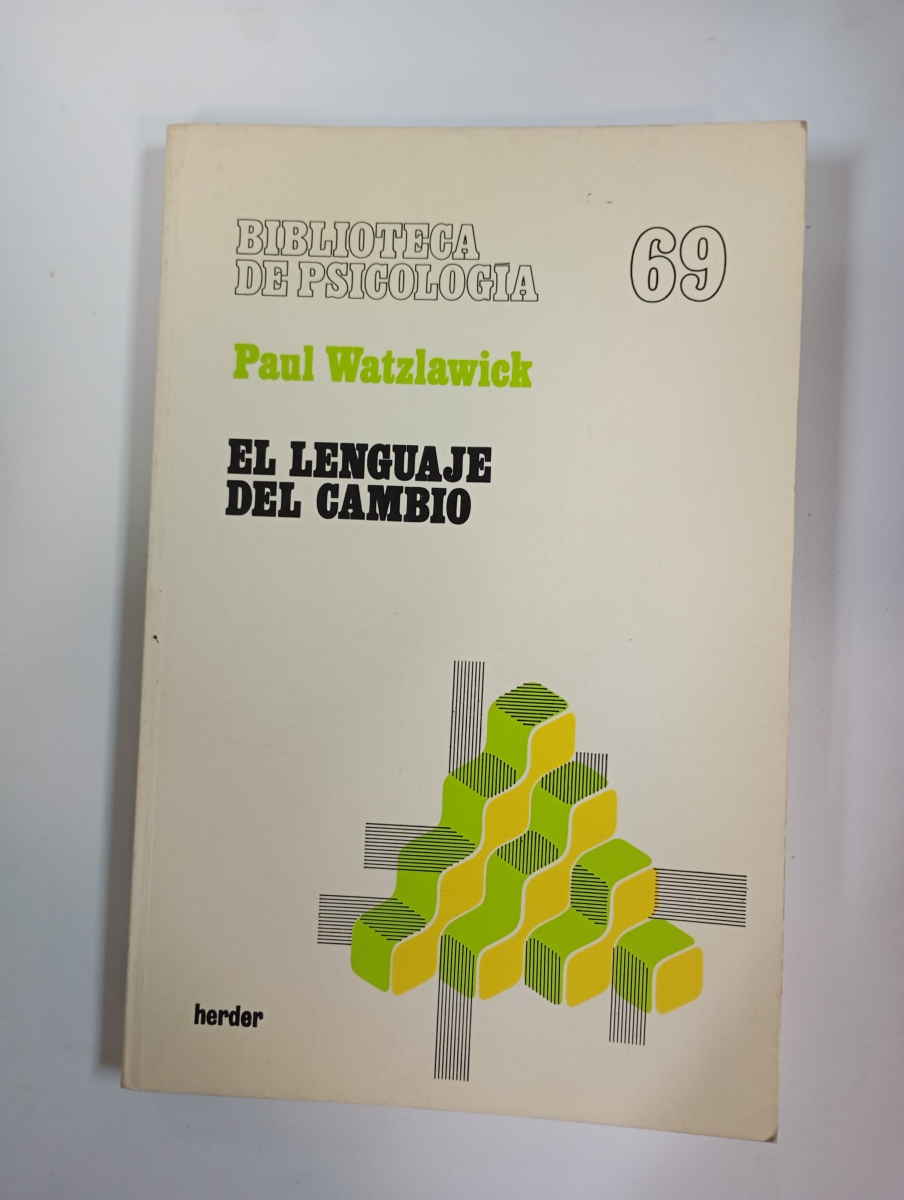 BIBLIOTECA
DE PSICOLOGÍA
69
Paul Watzlawick
EL LENGUAJE
DEL CAMBIO
herder